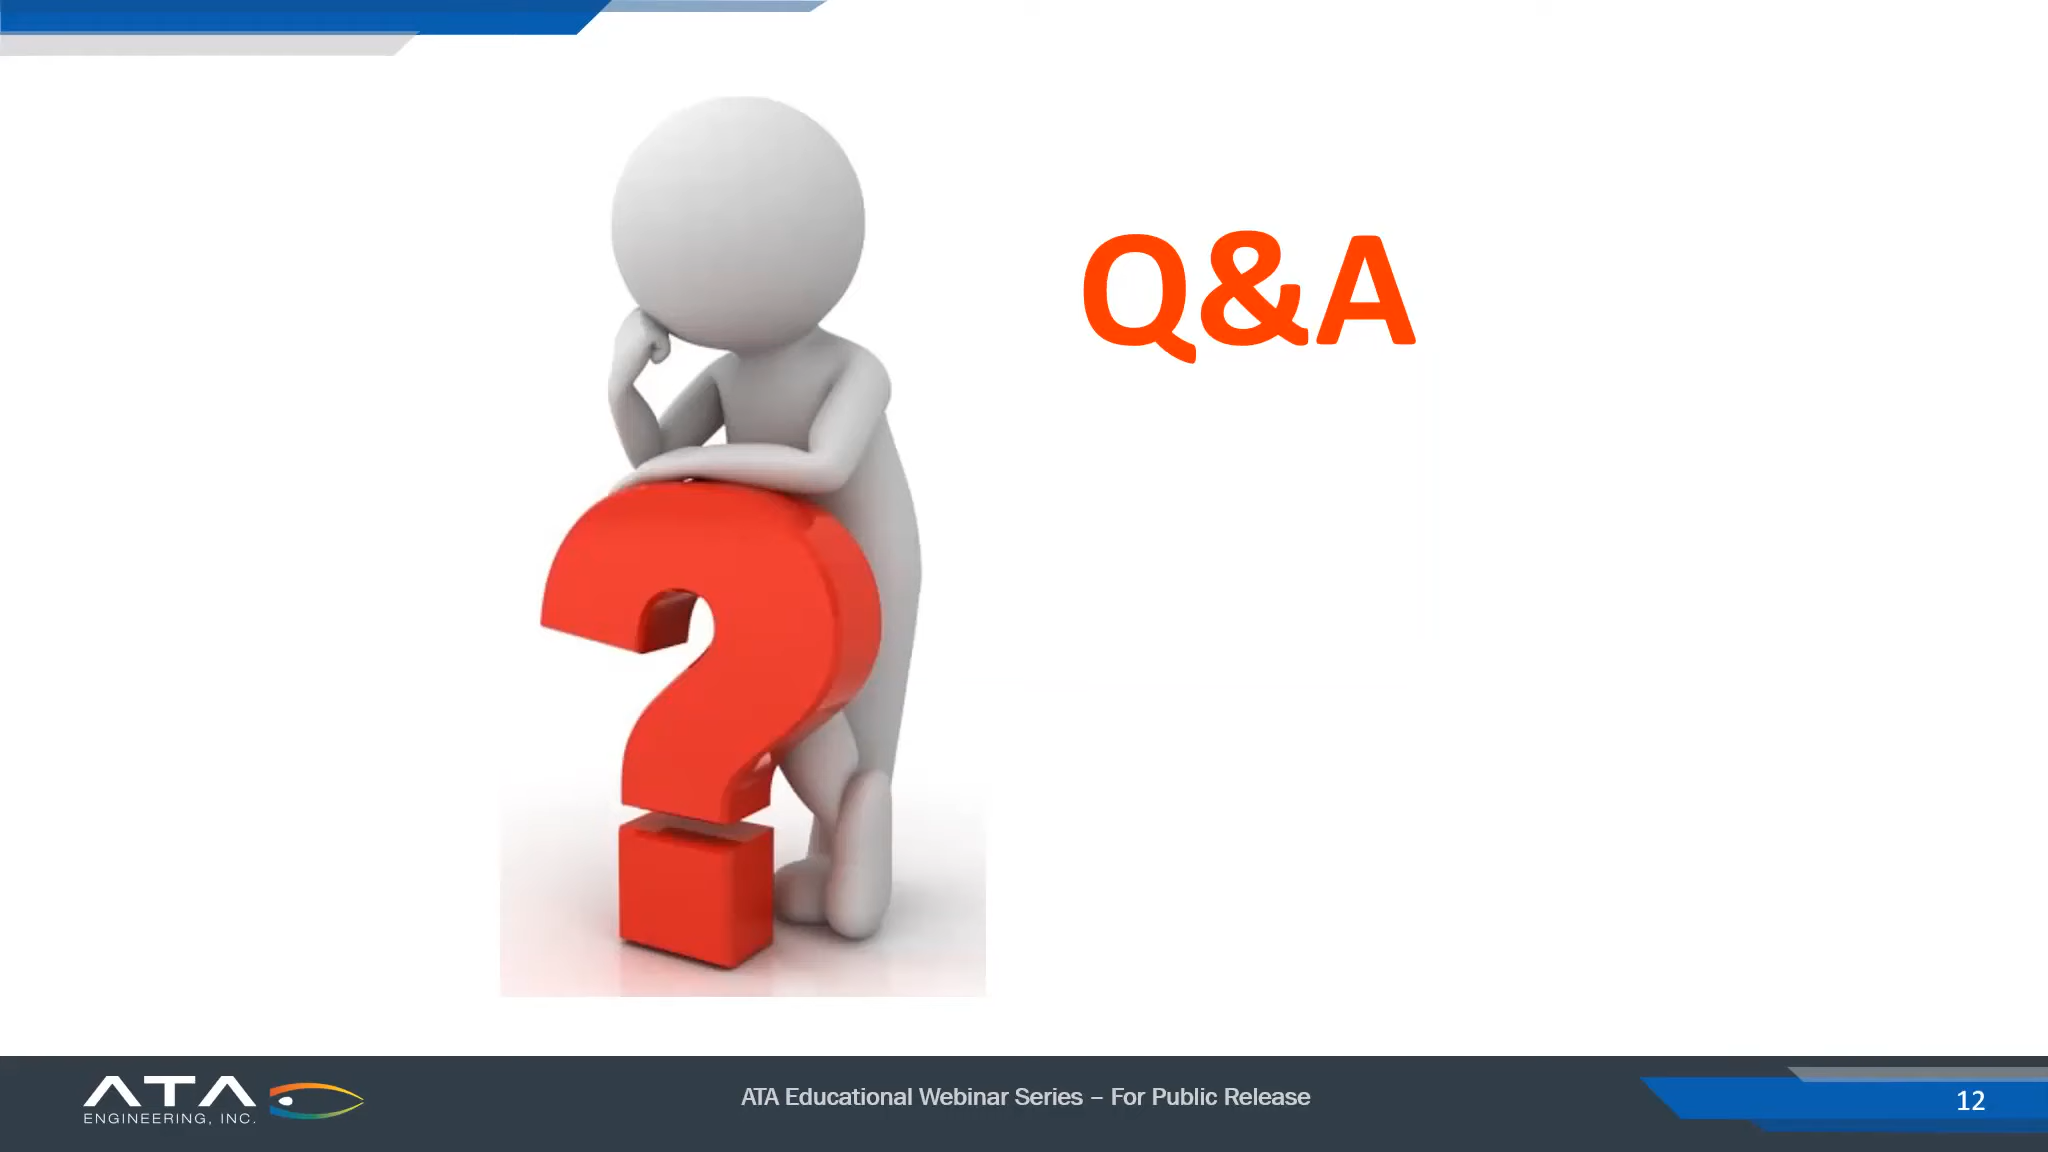 Q&A
ATA
ENGINEERING, INC.
ATA Educational Webinar Series – For Public Release
12